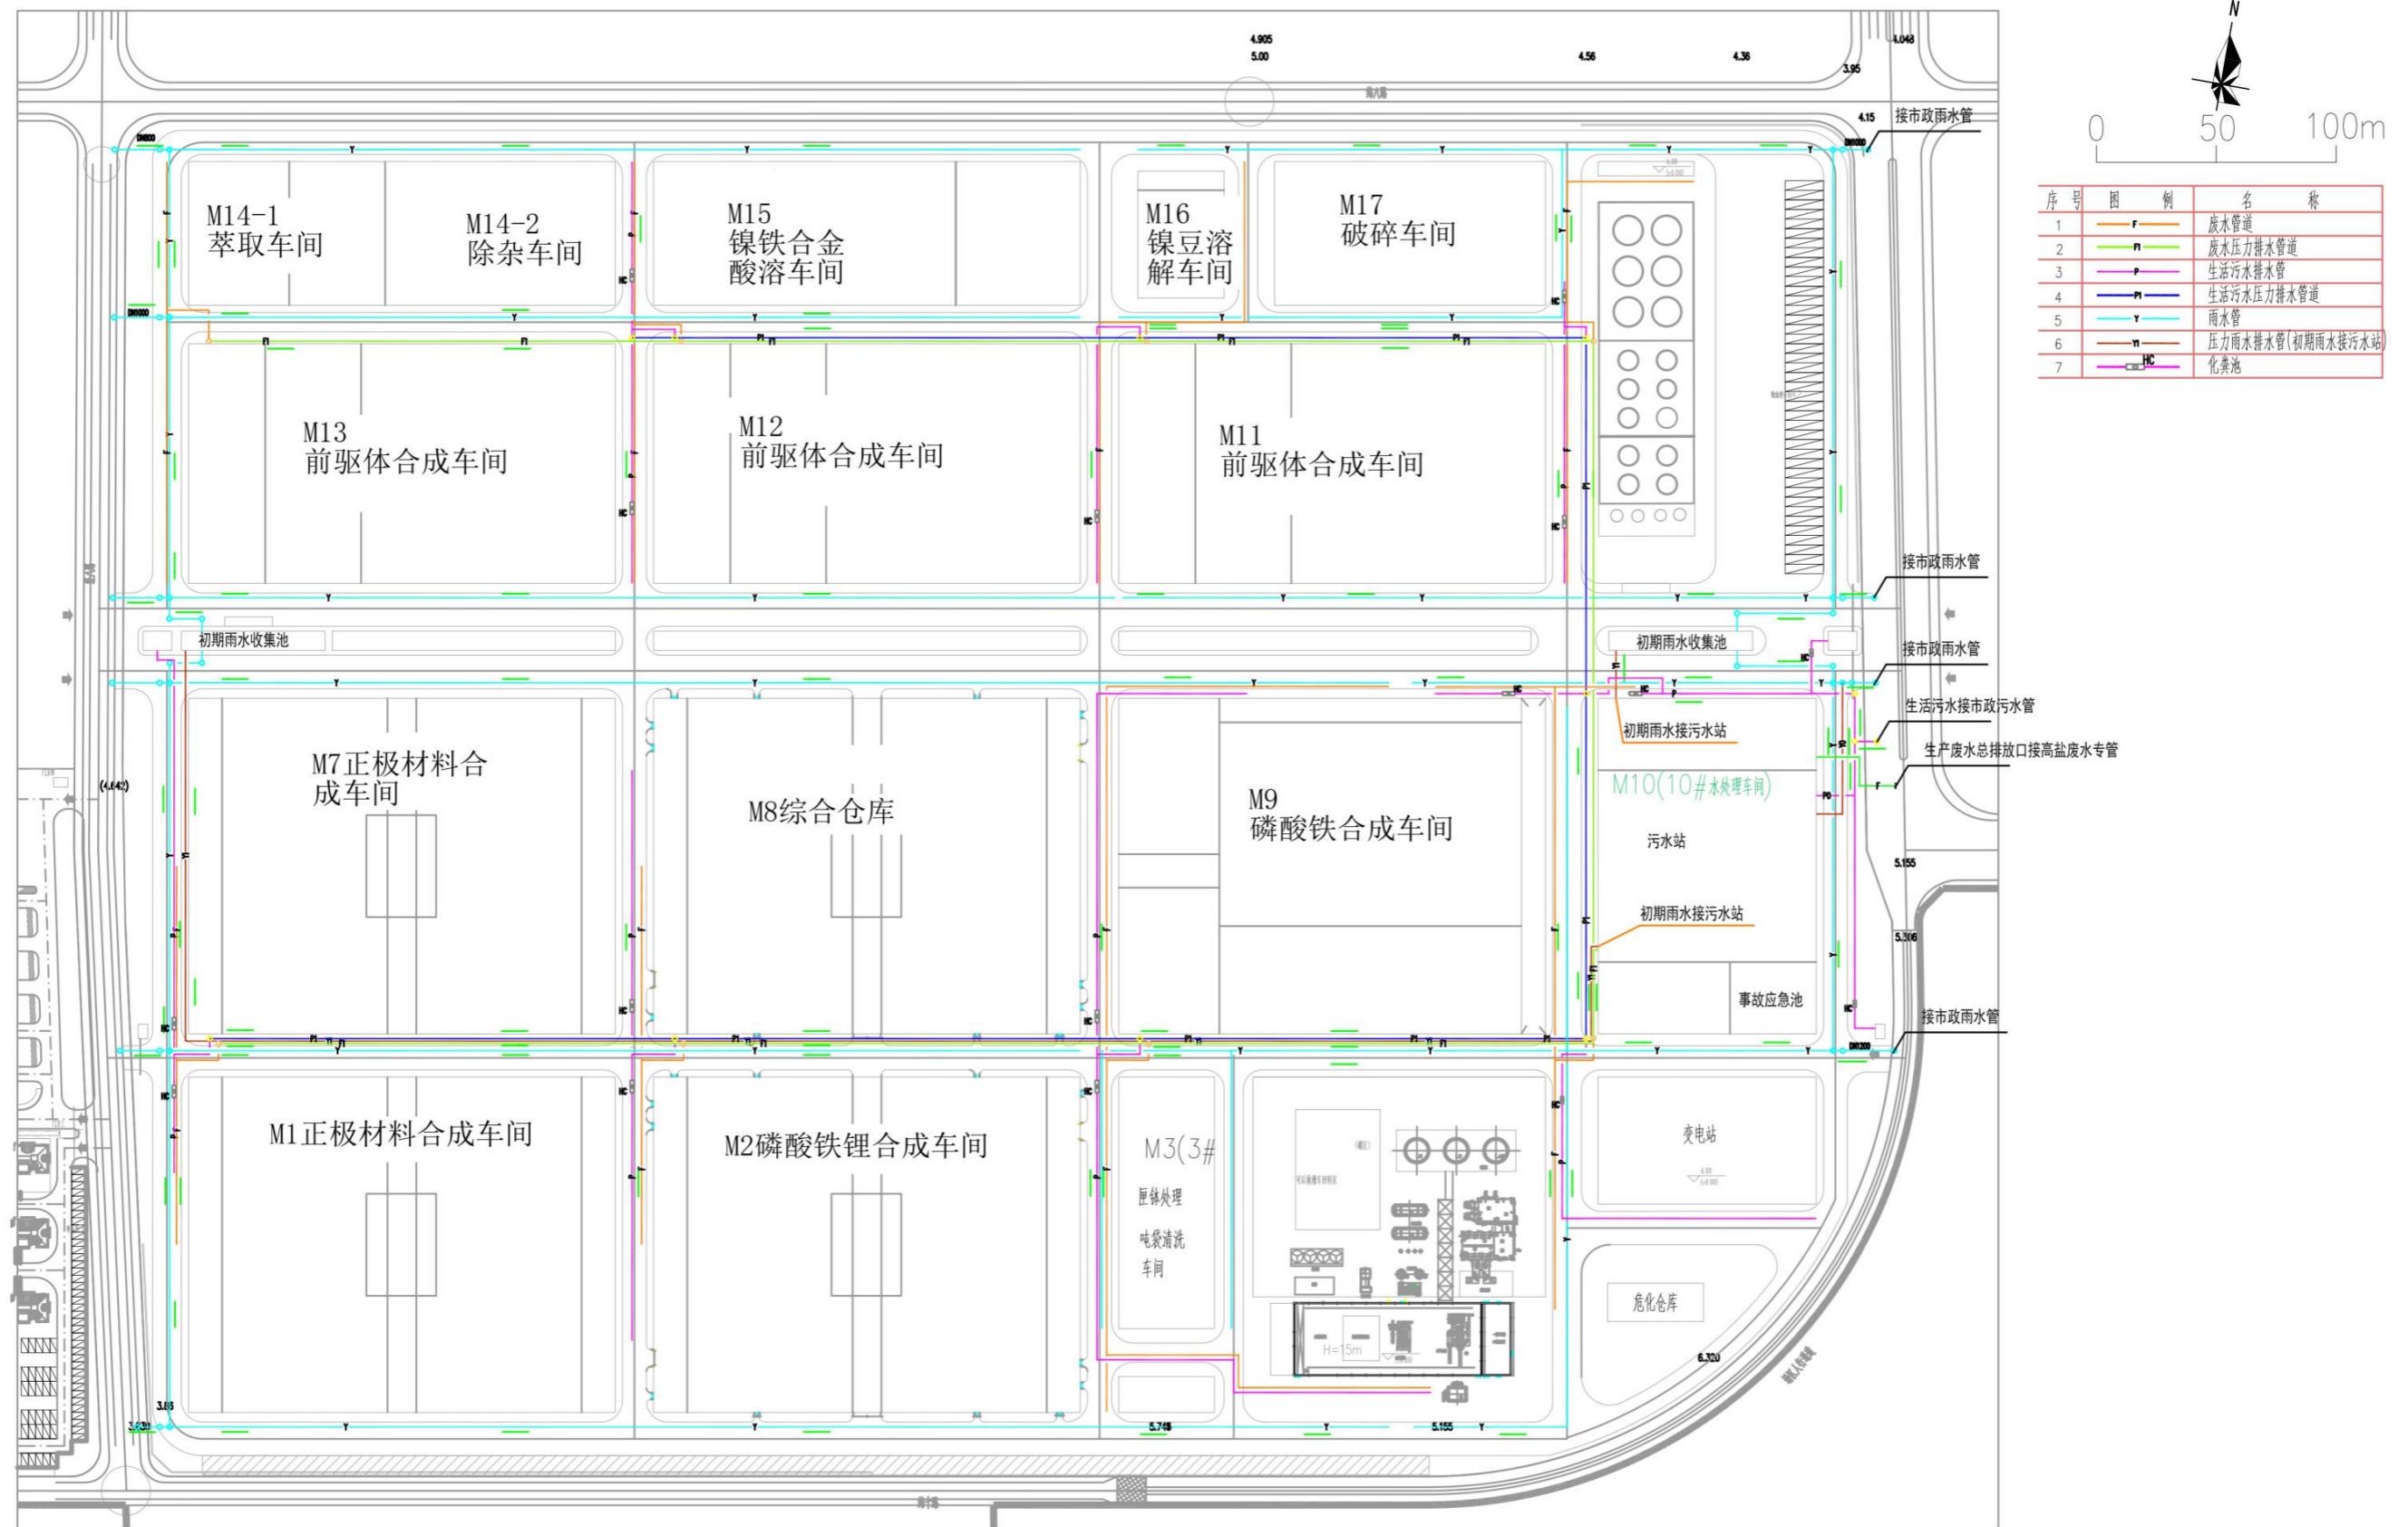 N
4.905
5.00
4.56
4.36
4.048
3.95
4.15
接市政雨水管
0 50 100m
序号 图例 名称
1 F 废水管道
2 F1 废水压力排水管道
3 P 生活污水排水管
4 P1 生活污水压力排水管道
5 Y 雨水管
6 Y1 压力雨水排水管(初期雨水接污水站)
7 HC 化粪池
DN1000
M14-1
萃取车间
M14-2
除杂车间
M15
镍铁合金
酸溶车间
M16
镍豆溶
解车间
M17
破碎车间
DN1000
M13
前驱体合成车间
M12
前驱体合成车间
M11
前驱体合成车间
接市政雨水管
初期雨水收集池
初期雨水收集池
接市政雨水管
生活污水接市政污水管
初期雨水接污水站
生产废水总排放口接高盐废水专管
M7正极材料合
成车间
M8综合仓库
M9
磷酸铁合成车间
M10(10#水处理车间)
污水站
(4.642)
5.155
初期雨水接污水站
事故应急池
接市政雨水管
DN1200
M1正极材料合成车间
M2磷酸铁锂合成车间
M3(3#
匣钵处理
吨袋清洗
车间
变电站
6.00
危化仓库
H=15m
6.320
3.86
5.155